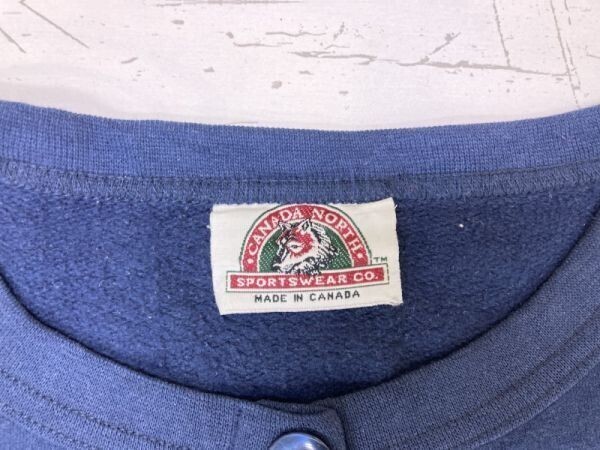 • CANADA NORTH •
SPORTSWEAR CO. ™
MADE IN CANADA